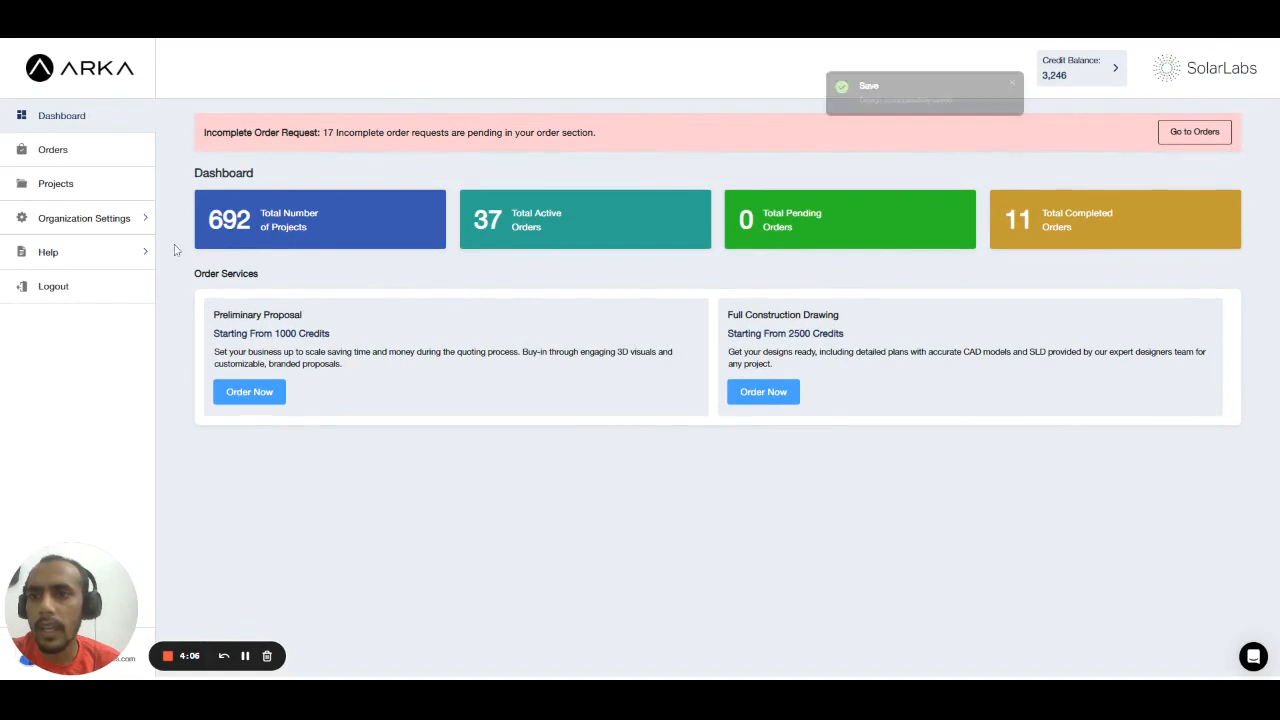 ARKA
Credit Balance:
3,246
SolarLabs
Save
Dashboard
Orders
Projects
Organization Settings
Help
Logout
Incomplete Order Request: 17 Incomplete order requests are pending in your order section.
Go to Orders
Dashboard
692
Total Number
of Projects
37
Total Active
Orders
0
Total Pending
Orders
11
Total Completed
Orders
Order Services
Preliminary Proposal
Starting From 1000 Credits
Set your business up to scale saving time and money during the quoting process. Buy-in through engaging 3D visuals and
customizable, branded proposals.
Order Now
Full Construction Drawing
Starting From 2500 Credits
Get your designs ready, including detailed plans with accurate CAD models and SLD provided by our expert designers team for
any project.
Order Now
4:06